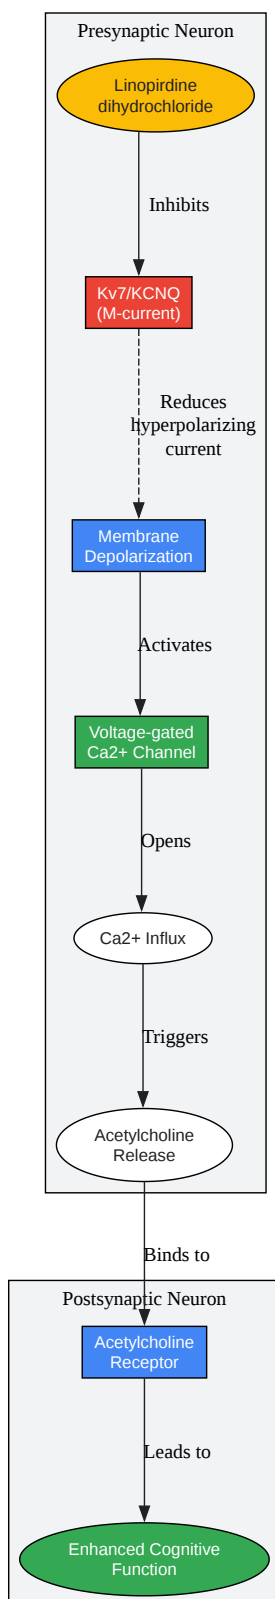 Presynaptic Neuron
Linopirdine
dihydrochloride
Inhibits
Kv7/KCNQ
(M-current)
Reduces
hyperpolarizing
current
Membrane
Depolarization
Activates
Voltage-gated
Ca2+ Channel
Opens
Ca2+ Influx
Triggers
Acetylcholine
Release
Binds to
Postsynaptic Neuron
Acetylcholine
Receptor
Leads to
Enhanced Cognitive
Function